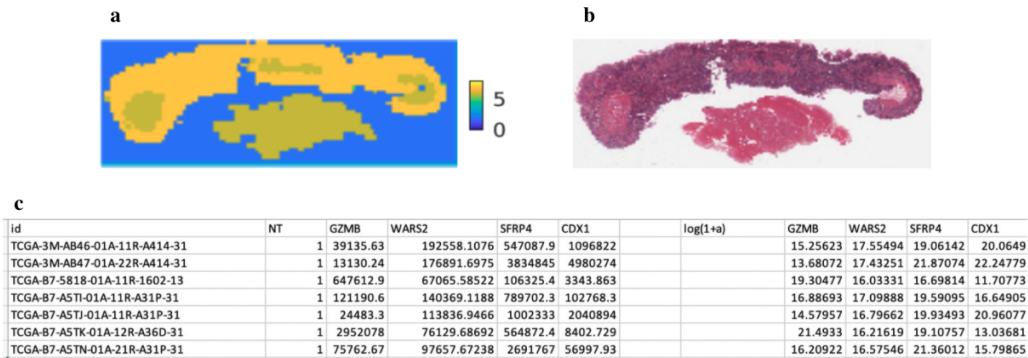 a
b
5
0
c
id NT GZMB WARS2 SFRP4 CDX1 log(1+a) GZMB WARS2 SFRP4 CDX1
TCGA-3M-AB46-01A-11R-A414-31 1 39135.63 192558.1076 547087.9 1096822 15.25623 17.55494 19.06142 20.0649
TCGA-3M-AB47-01A-22R-A414-31 1 13130.24 176891.6975 3834845 4980274 13.68072 17.43251 21.87074 22.24779
TCGA-B7-5818-01A-11R-1602-13 1 647612.9 67065.58522 106325.4 3343.863 19.30477 16.03331 16.69814 11.70773
TCGA-B7-A5TI-01A-11R-A31P-31 1 121190.6 140369.1188 789702.3 102768.3 16.88693 17.09888 19.59095 16.64905
TCGA-B7-A5TJ-01A-11R-A31P-31 1 24483.3 113836.9466 1002333 2040894 14.57957 16.79662 19.93493 20.96077
TCGA-B7-A5TK-01A-12R-A36D-31 1 2952078 76129.68692 564872.4 8402.729 21.4933 16.21619 19.10757 13.03681
TCGA-B7-A5TN-01A-21R-A31P-31 1 75762.67 97657.67238 2691767 56997.93 16.20922 16.57546 21.36012 15.79865